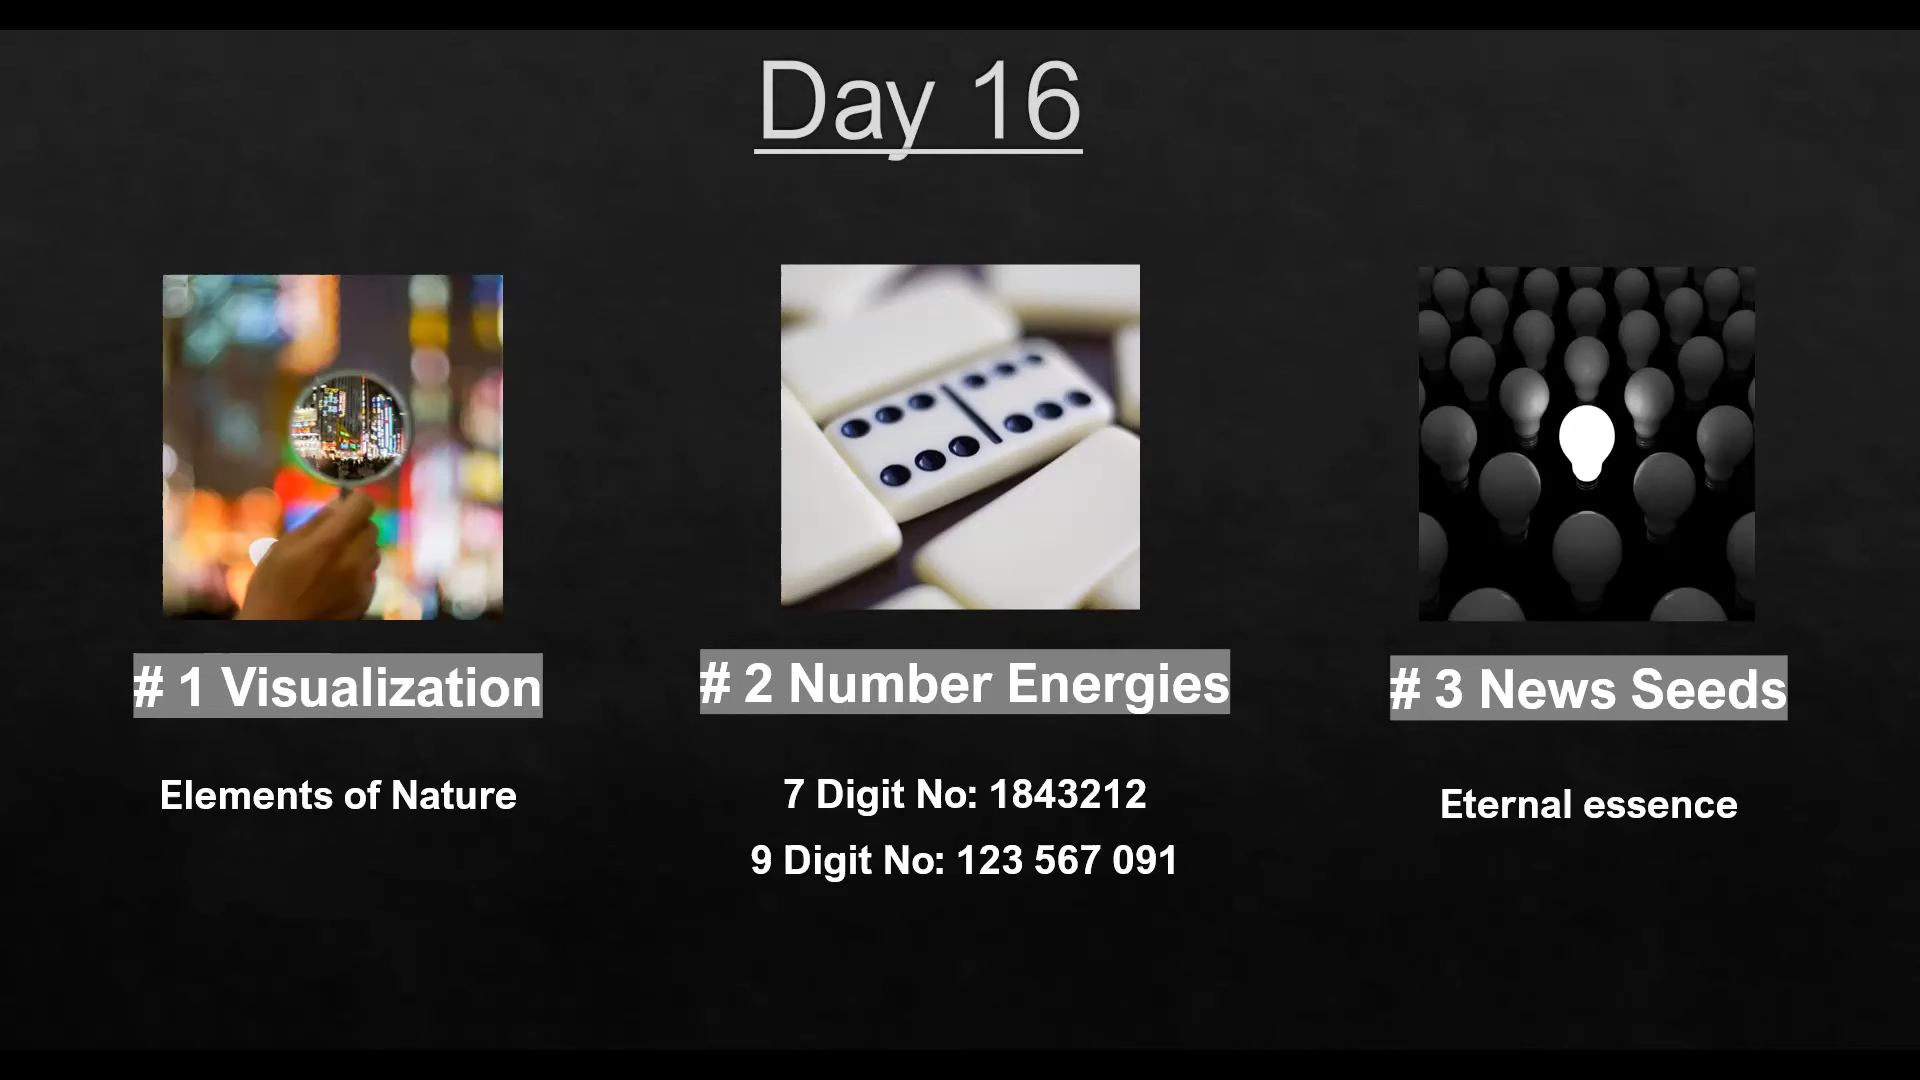 Day 16
# 1 Visualization
# 2 Number Energies
# 3 News Seeds
Elements of Nature
7 Digit No: 1843212
9 Digit No: 123 567 091
Eternal essence